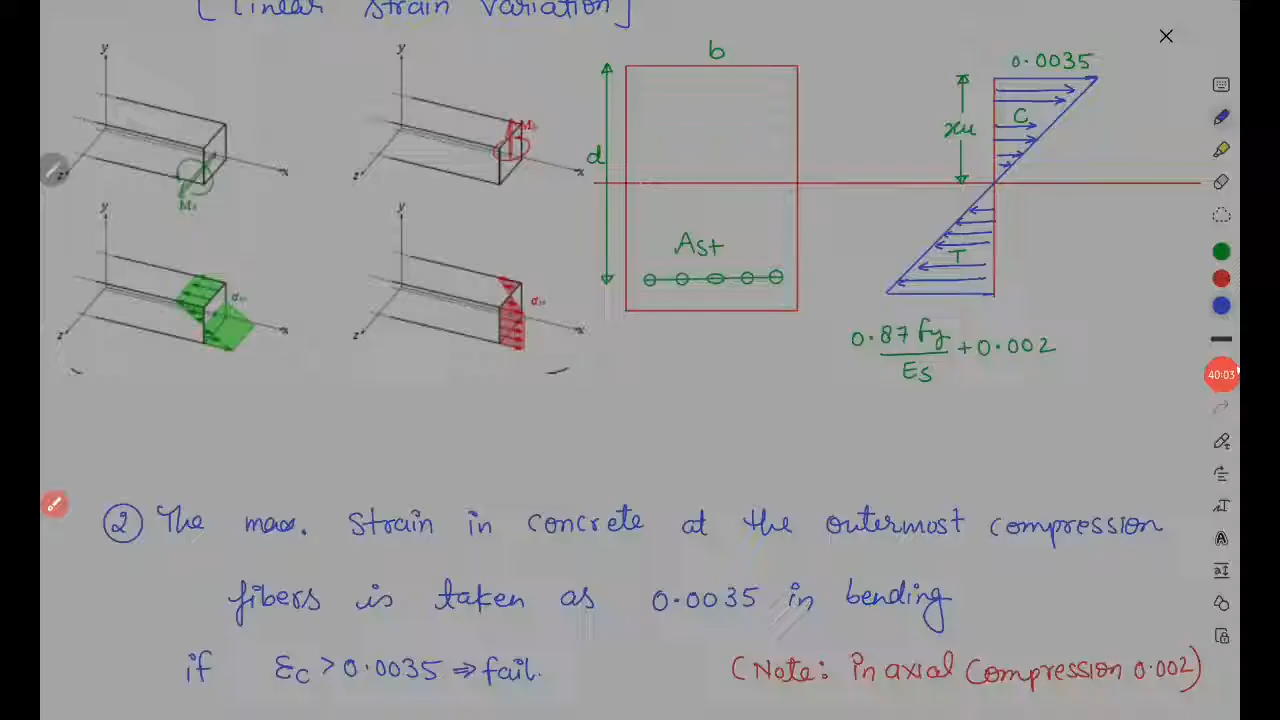 [Linear Strain Variation]
y
y
b
0.0035
C
xu
d
x
x
z
z
y
y
Ast
T
x
x
z
z
0.87 fy
Es
+ 0.002
40:03
② The max. Strain in concrete at the outermost compression
fibers is taken as 0.0035 in bending
if εc > 0.0035 ⇒ fail.
(Note: In axial Compression 0.002)